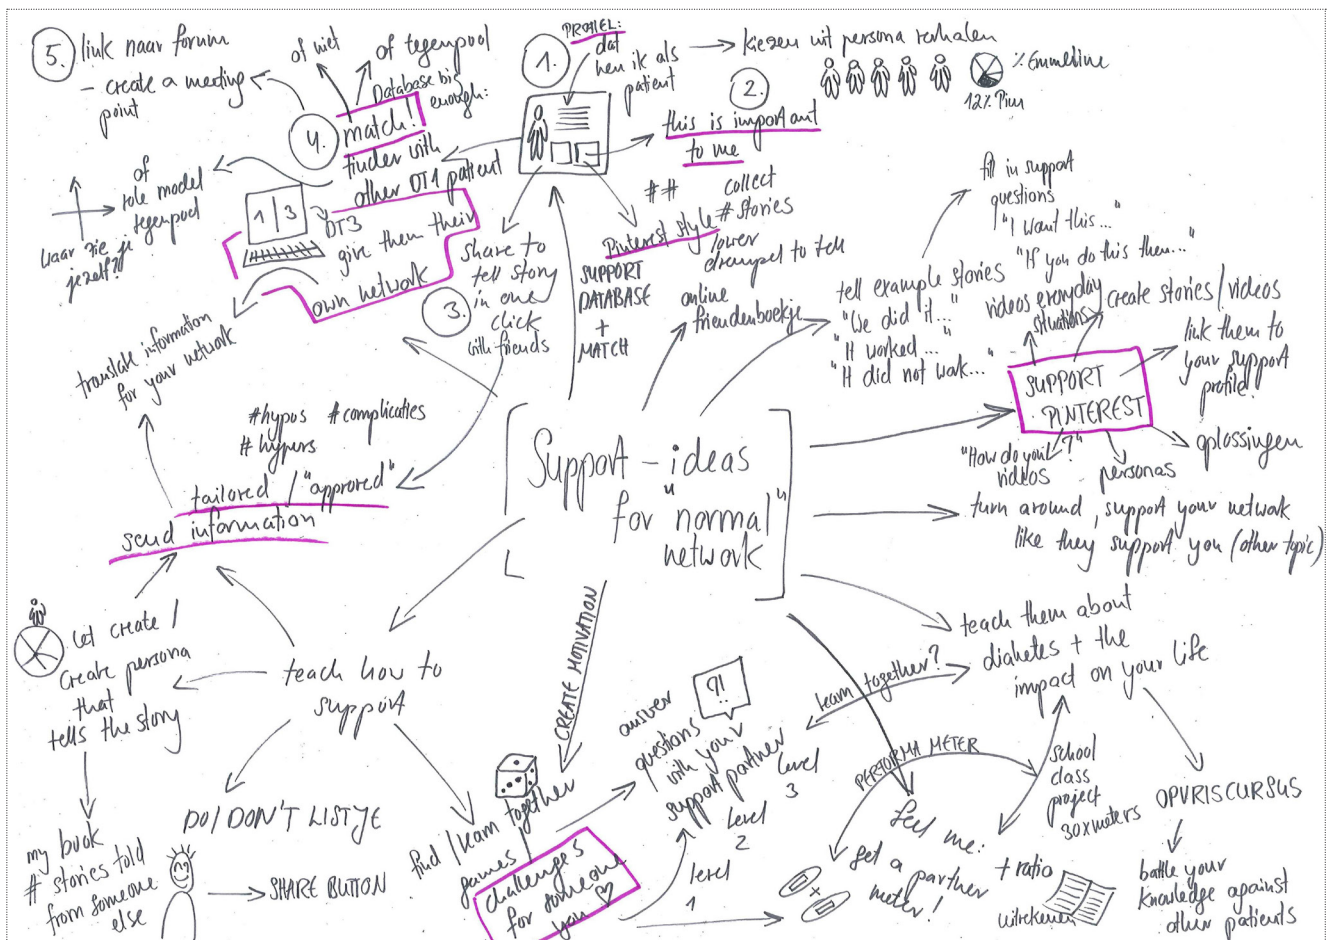 5. link naar forum
- create a meeting
point
of niet
of tegenpool
Database big
enough:
4. match!
finder with
other DT1 patient
of
role model
tegenpool
waar zie je
jezelf?
1 | 3
DT3
give them their
own network
translate information
for your network
1.
PROFIEL:
dat
ben ik als
patient
kiezen uit persona verhalen
% Emmeline
12% Pim
2.
this is important
to me
##
Pinterest style
collect
# stories
lower
drempel to tell
3.
share to
tell story
in one
click
with friends
SUPPORT
DATABASE
+
MATCH
online
vriendenboekje
tell example stories
"We did it..."
"It worked... "
"It did not work... "
fill in support
questions
"I Want this..."
"If you do this then..."
videos everyday
situations
create stories / videos
link them to
your support
profile!
SUPPORT
PINTEREST
"How do you? ?"
videos
personas
oplossingen
#hypos #complicaties
#hypers
tailored / "approved"
send information
[Support - ideas
for "normal"
network]
turn around, support your network
like they support you (other topic)
teach them about
diabetes + the
impact on your life
learn together?
let create /
create persona
that
tells the story
my book
# stories told
from someone
else
teach how to
support
DO/DON'T LISTJE
SHARE BUTTON
CREATE MOTIVATION
find / learn together
games
challenges
for someone
you ♡
answer
questions
with your
support partner
?!
level
3
level
2
level
1
PERFORMA METER
feel me:
get a partner
meter!
+
school
class
project
30x meters
+ ratio
uitrekenen
OPVRISCURSUS
battle your
knowledge against
other patients